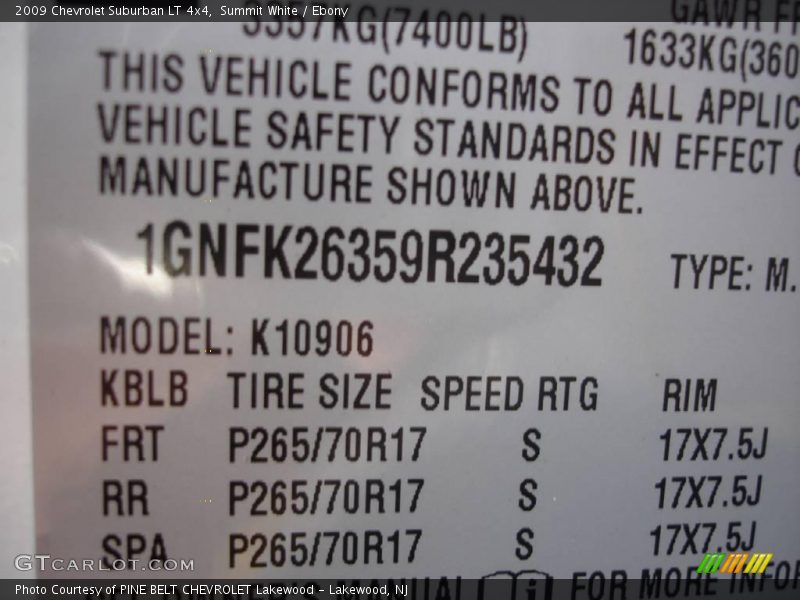 2009 Chevrolet Suburban LT 4x4, Summit White / Ebony
3357KG(7400LB) GAWR
1633KG(360
THIS VEHICLE CONFORMS TO ALL APPLIC
VEHICLE SAFETY STANDARDS IN EFFECT
MANUFACTURE SHOWN ABOVE.
1GNFK26359R235432 TYPE: M.
MODEL: K10906
KBLB TIRE SIZE SPEED RTG RIM
FRT P265/70R17 S 17X7.5J
RR P265/70R17 S 17X7.5J
SPA P265/70R17 S 17X7.5J
MANUAL FOR MORE INFO
GTCARLOT.COM
Photo Courtesy of PINE BELT CHEVROLET Lakewood - Lakewood, NJ